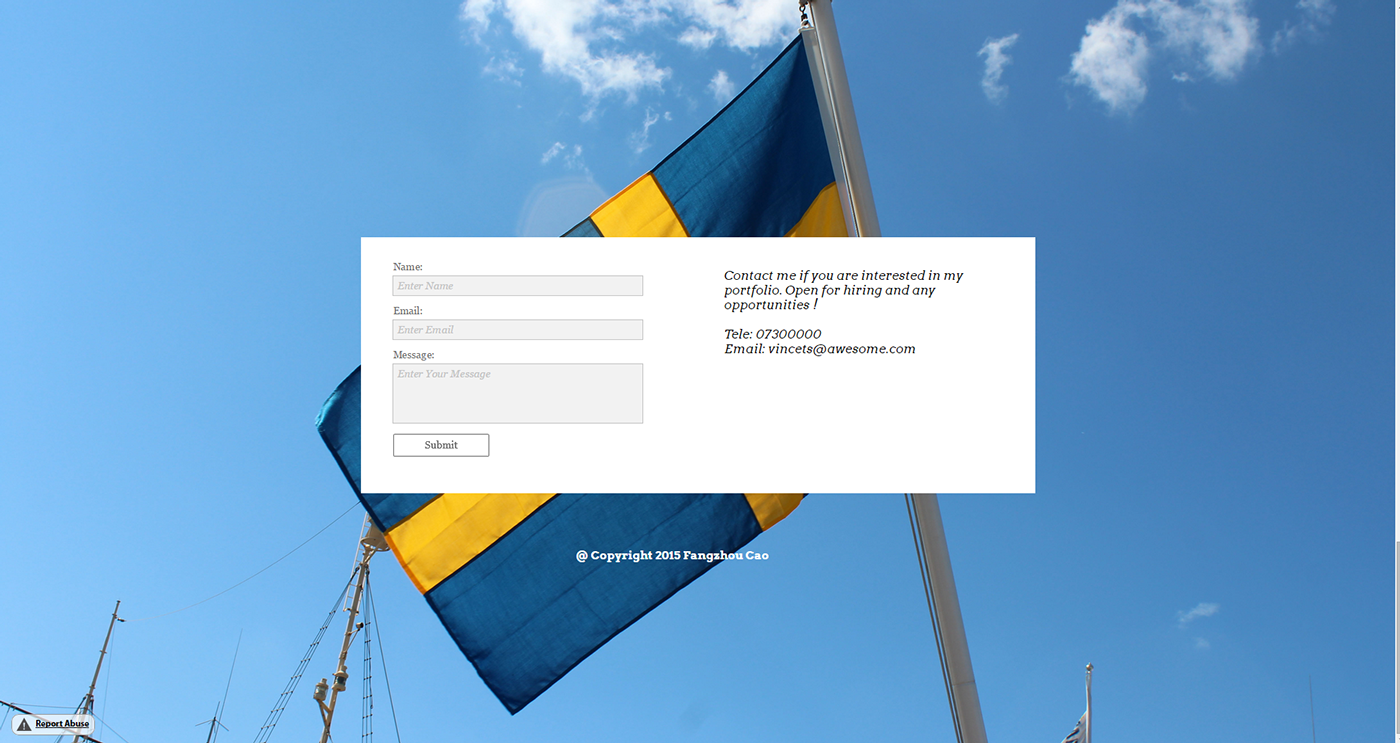 Name:
Enter Name
Email:
Enter Email
Message:
Enter Your Message
Submit
Contact me if you are interested in my
portfolio. Open for hiring and any
opportunities !
Tele: 07300000
Email: vincets@awesome.com
@ Copyright 2015 Fangzhou Cao
Report Abuse